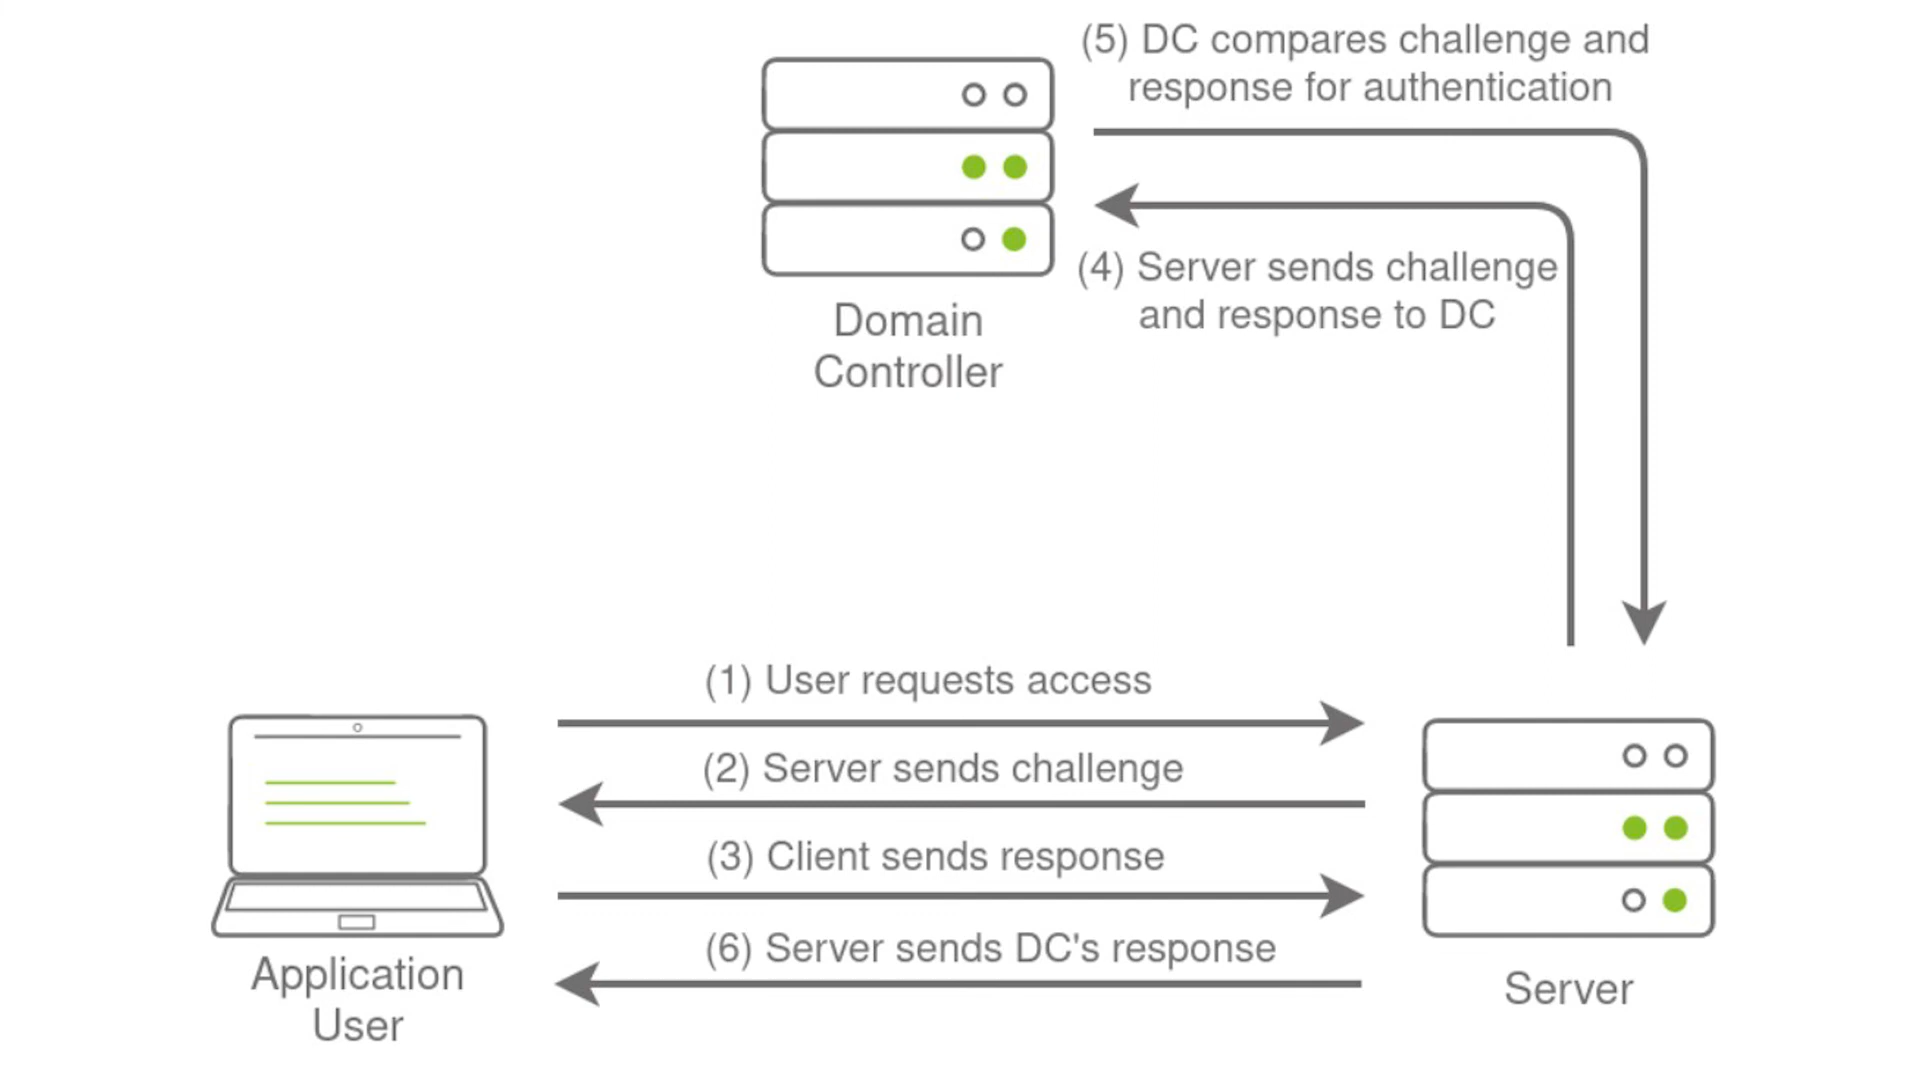 (5) DC compares challenge and
response for authentication
(4) Server sends challenge
and response to DC
Domain
Controller
(1) User requests access
(2) Server sends challenge
(3) Client sends response
(6) Server sends DC's response
Application
User
Server